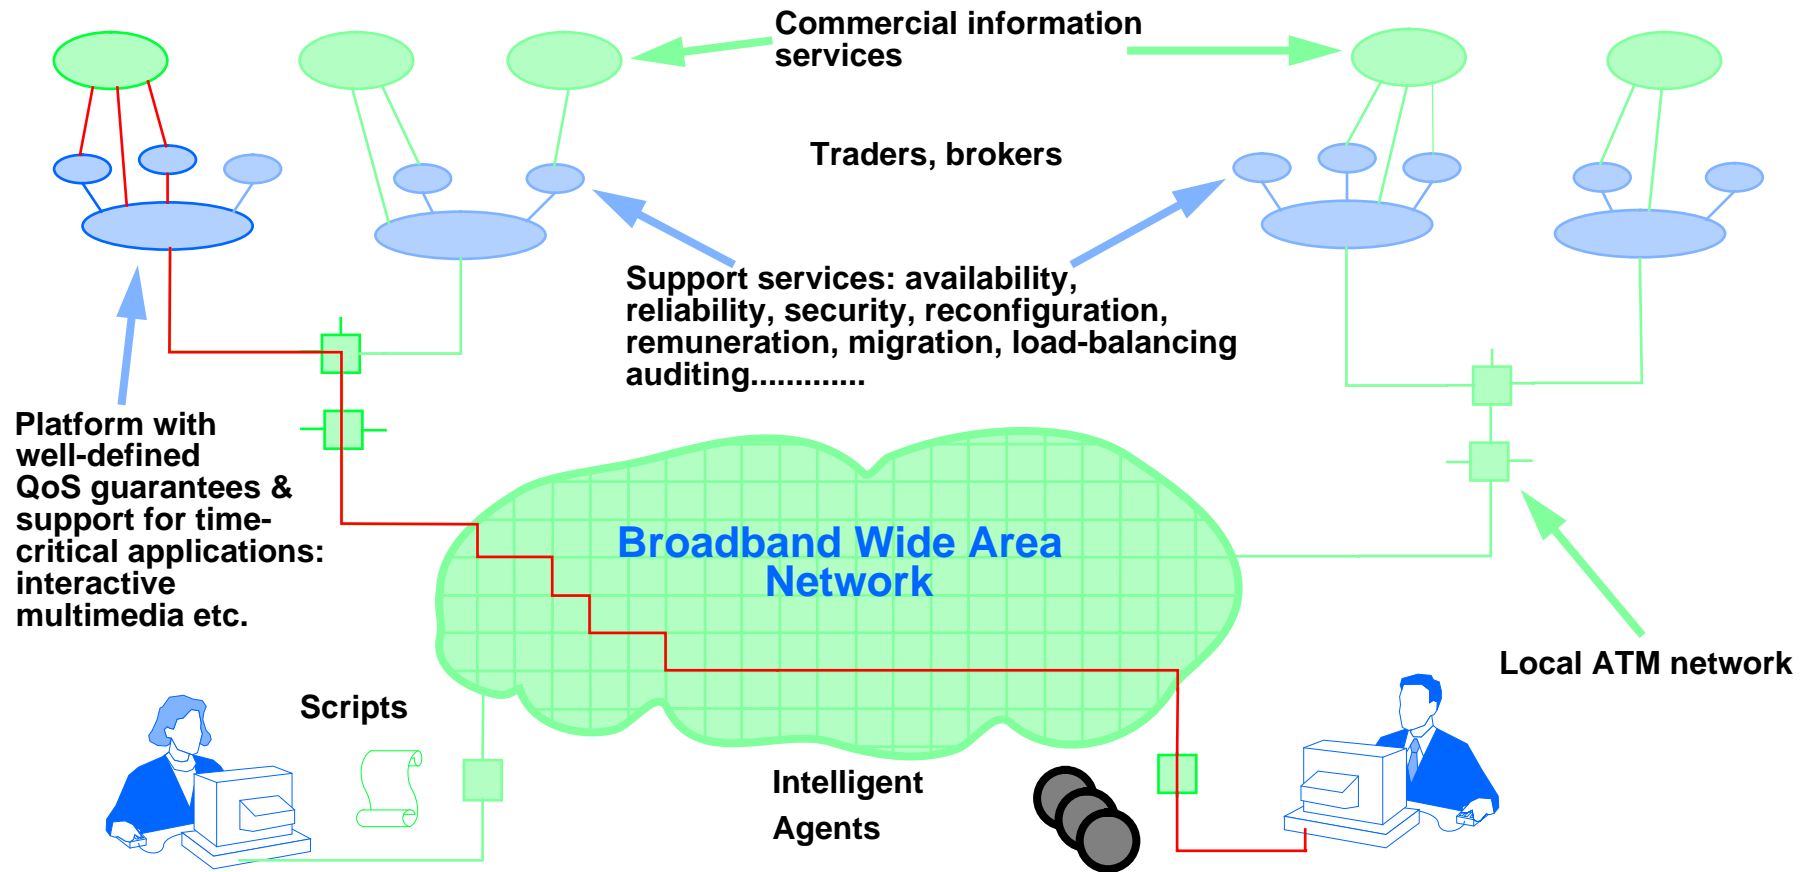 Commercial information
services
Traders, brokers
Support services: availability,
reliability, security, reconfiguration,
remuneration, migration, load-balancing
auditing.............
Platform with
well-defined
QoS guarantees &
support for time-
critical applications:
interactive
multimedia etc.
Broadband Wide Area
Network
Local ATM network
Scripts
Intelligent
Agents